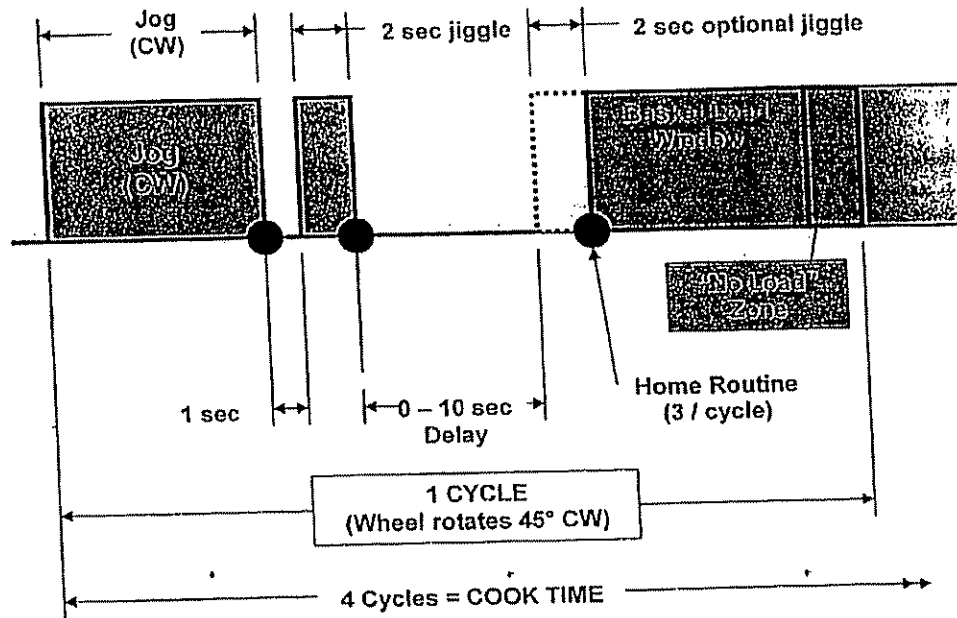 Jog
(CW)
2 sec jiggle
2 sec optional jiggle
Jog
(CW)
Basket Load
Window
"No Load"
Zone
Home Routine
(3 / cycle)
1 sec
0 – 10 sec
Delay
1 CYCLE
(Wheel rotates 45° CW)
4 Cycles = COOK TIME